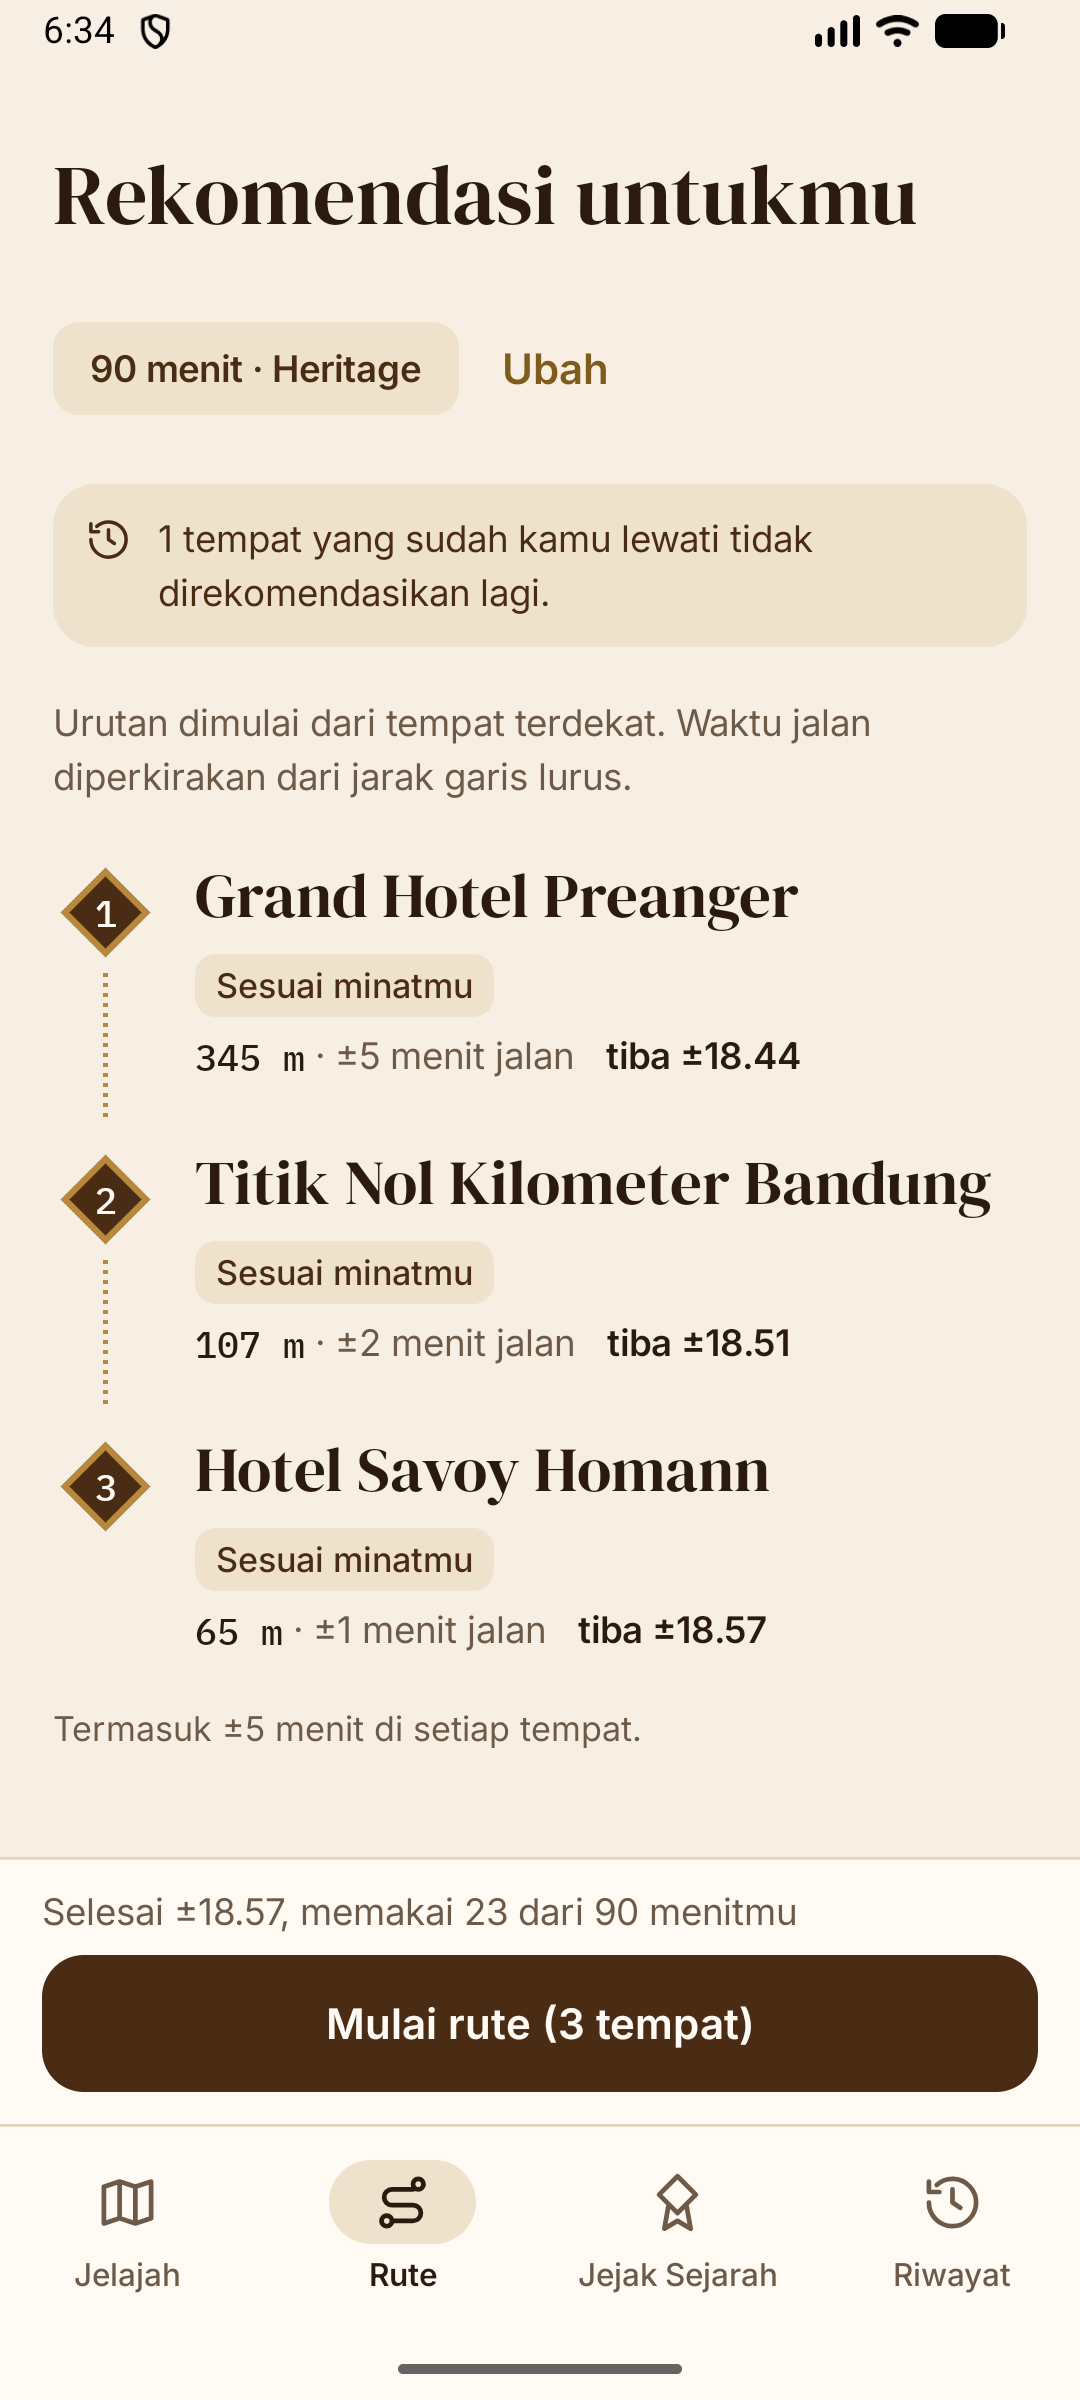 6:34
Rekomendasi untukmu
90 menit · Heritage
Ubah
1 tempat yang sudah kamu lewati tidak
direkomendasikan lagi.
Urutan dimulai dari tempat terdekat. Waktu jalan
diperkirakan dari jarak garis lurus.
1
Grand Hotel Preanger
Sesuai minatmu
345 m · ±5 menit jalan tiba ±18.44
2
Titik Nol Kilometer Bandung
Sesuai minatmu
107 m · ±2 menit jalan tiba ±18.51
3
Hotel Savoy Homann
Sesuai minatmu
65 m · ±1 menit jalan tiba ±18.57
Termasuk ±5 menit di setiap tempat.
Selesai ±18.57, memakai 23 dari 90 menitmu
Mulai rute (3 tempat)
Jelajah
Rute
Jejak Sejarah
Riwayat